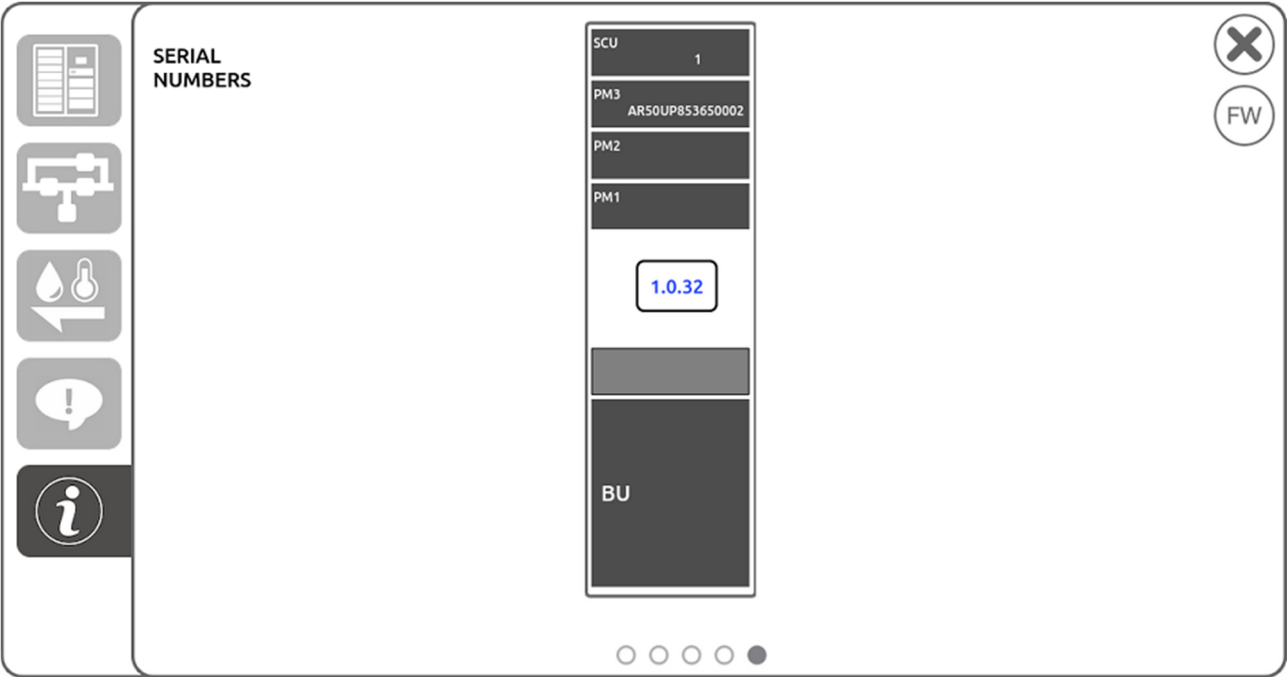 SERIAL
NUMBERS
SCU
1
PM3
AR50UP853650002
PM2
PM1
1.0.32
BU
FW